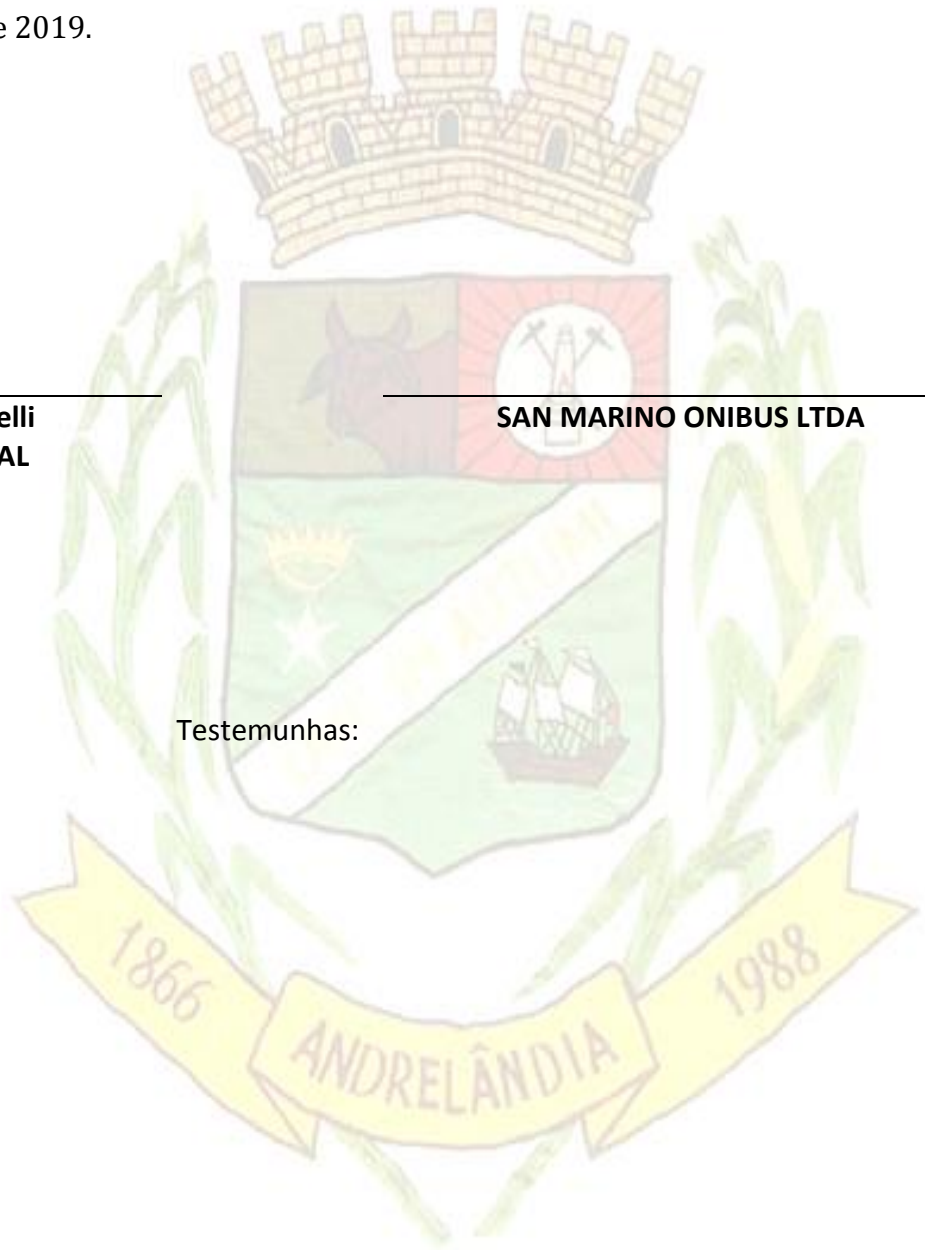 e 2019.
elli
SAN MARINO ONIBUS LTDA
AL
Testemunhas:
1866
1988
ANDRELÂNDIA